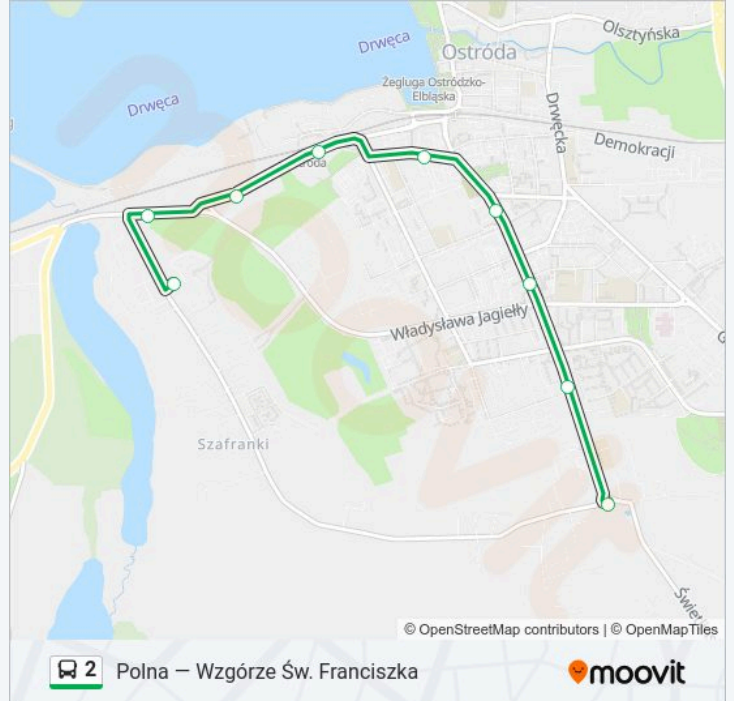 Olsztyńska
Drwęca
Ostróda
Żegluga Ostródzko-
Elbląska
Drwęca
Drwęcka
Demokracji
Władysława Jagiełły
Szafranki
© OpenStreetMap contributors | © OpenMapTiles
2 Polna — Wzgórze Św. Franciszka
moovit